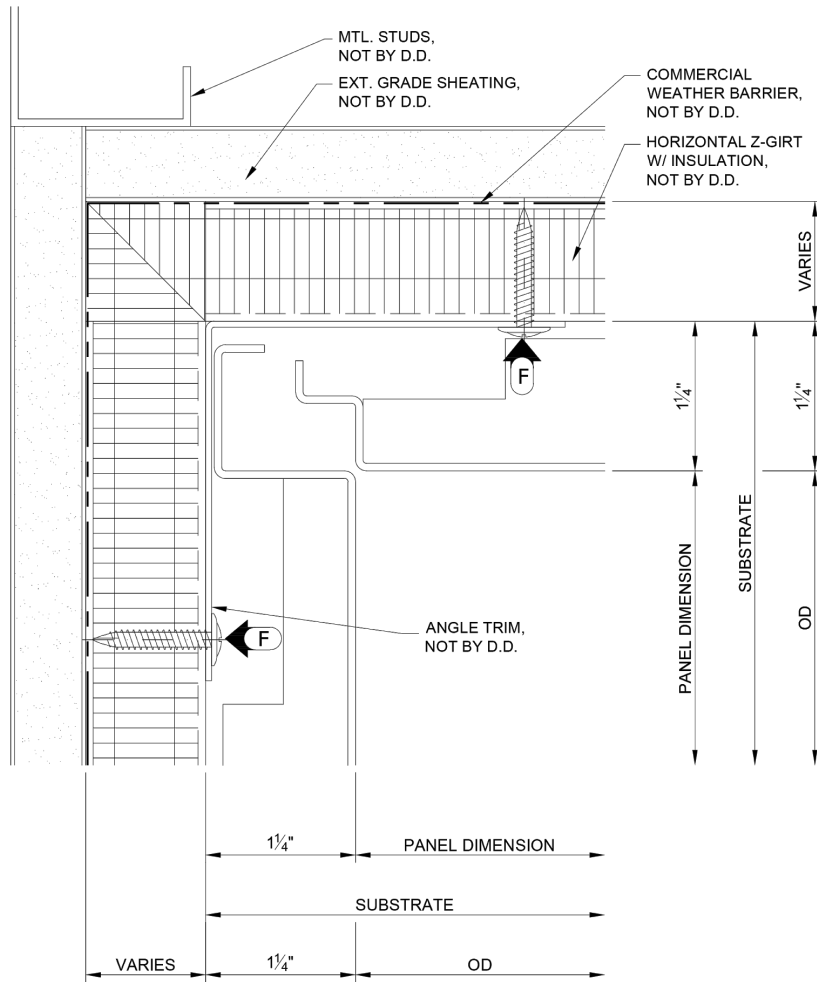 MTL. STUDS,
NOT BY D.D.
EXT. GRADE SHEATING,
NOT BY D.D.
COMMERCIAL
WEATHER BARRIER,
NOT BY D.D.
HORIZONTAL Z-GIRT
W/ INSULATION,
NOT BY D.D.
VARIES
F
1¼"
1¼"
SUBSTRATE
PANEL DIMENSION
OD
F
ANGLE TRIM,
NOT BY D.D.
1¼"
PANEL DIMENSION
SUBSTRATE
VARIES
1¼"
OD